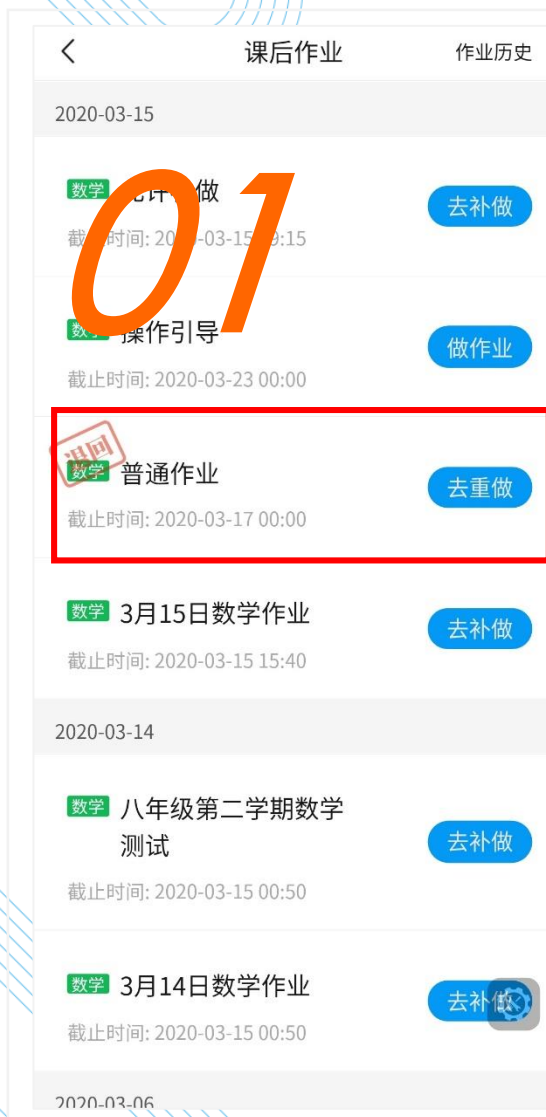 课后作业 作业历史
2020-03-15
数学 做
去补做
截 时间: 20 -03-15 9:15
01
操作引导
做作业
截止时间: 2020-03-23 00:00
退回
数学 普通作业
去重做
截止时间: 2020-03-17 00:00
数学 3月15日数学作业
去补做
截止时间: 2020-03-15 15:40
2020-03-14
数学 八年级第二学期数学
测试
去补做
截止时间: 2020-03-15 00:50
数学 3月14日数学作业
去补做
截止时间: 2020-03-15 00:50
2020-03-06